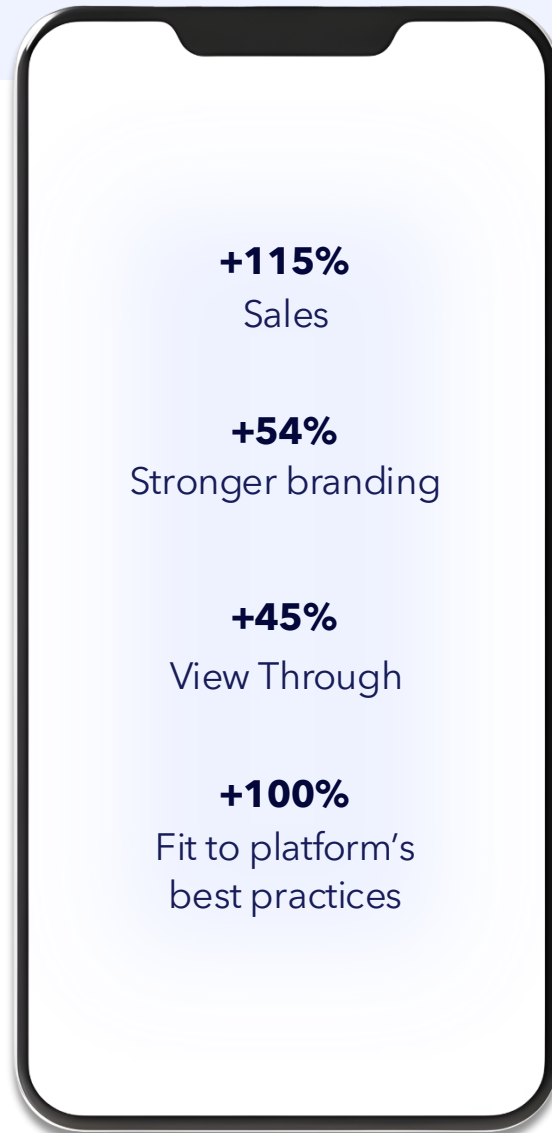 +115%
Sales
+54%
Stronger branding
+45%
View Through
+100%
Fit to platform’s
best practices